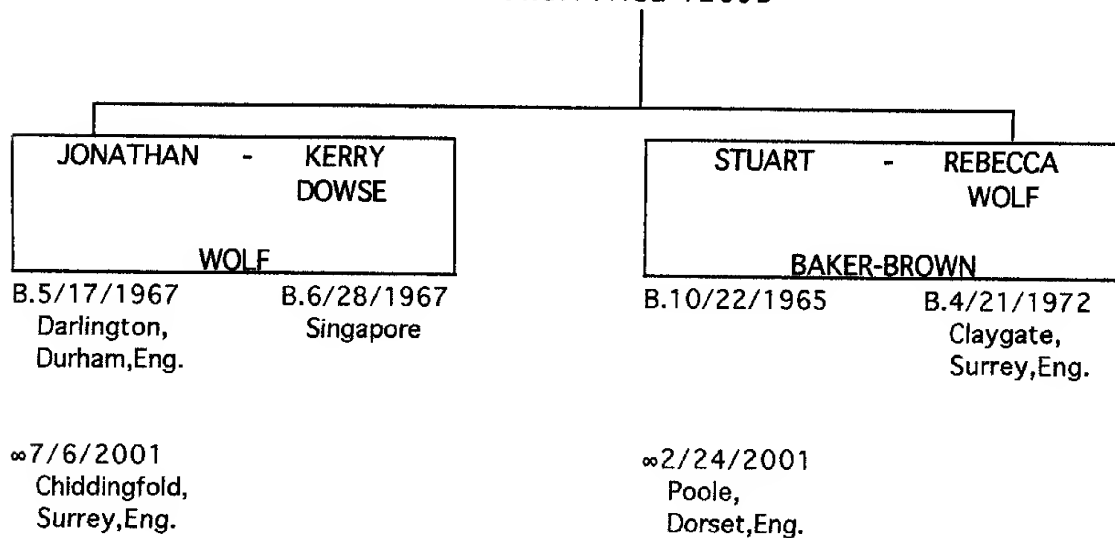 JONATHAN - KERRY
DOWSE
WOLF
B.5/17/1967 B.6/28/1967
Darlington, Singapore
Durham,Eng.
∞7/6/2001
Chiddingfold,
Surrey,Eng.
STUART - REBECCA
WOLF
BAKER-BROWN
B.10/22/1965 B.4/21/1972
Claygate,
Surrey,Eng.
∞2/24/2001
Poole,
Dorset,Eng.